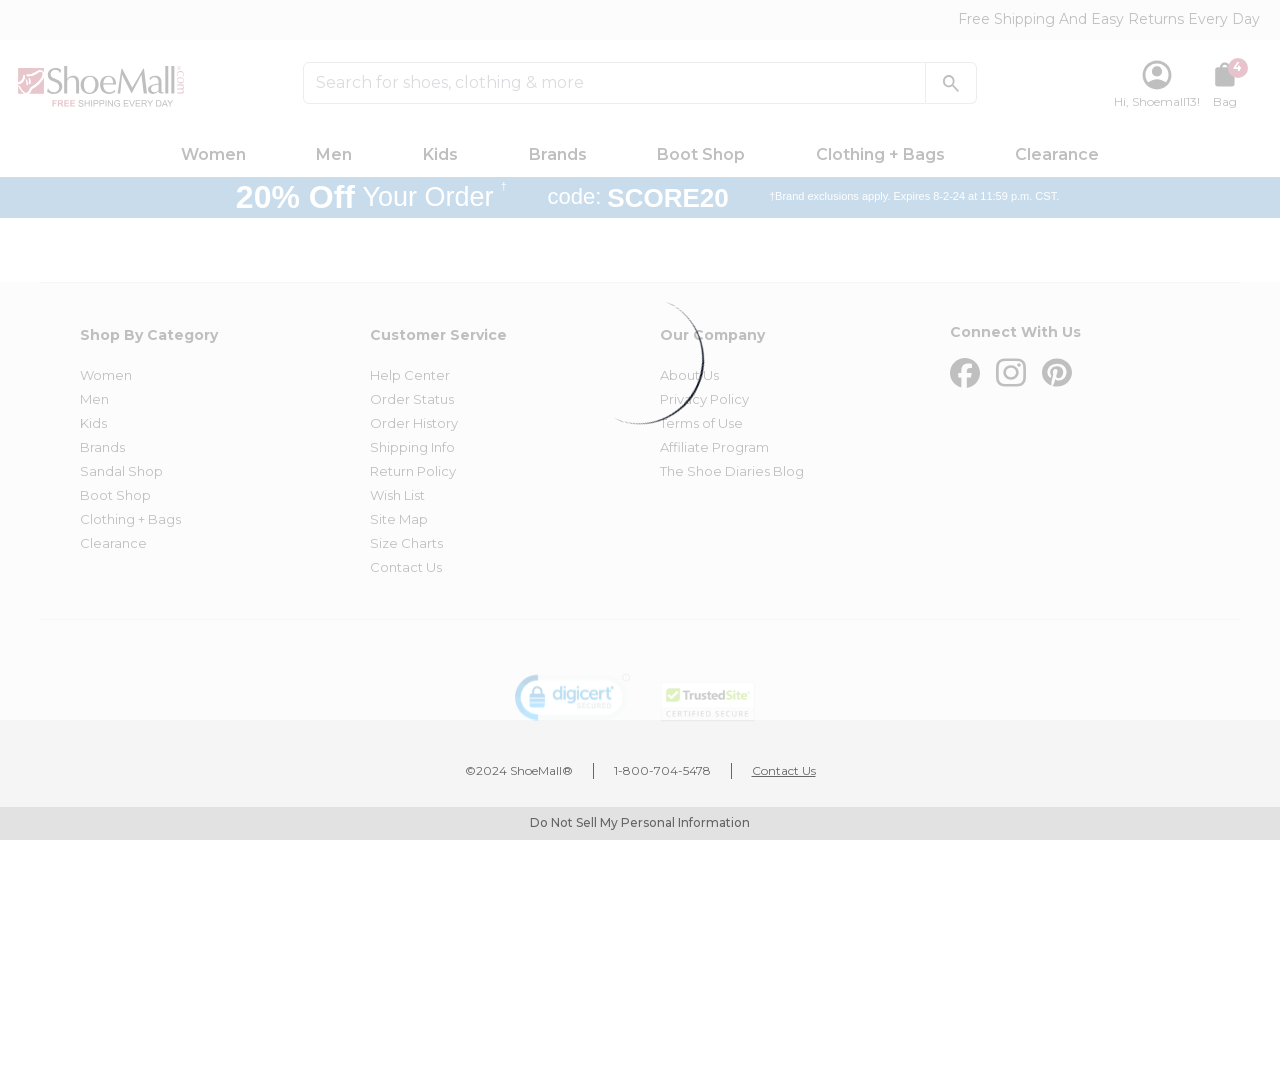 Free Shipping And Easy Returns Every Day
ShoeMall.com
FREE SHIPPING EVERY DAY
Search for shoes, clothing & more
4
Hi, Shoemall13!
Bag
Women Men Kids Brands Boot Shop Clothing + Bags Clearance
20% Off Your Order † code: SCORE20 †Brand exclusions apply. Expires 8-2-24 at 11:59 p.m. CST.
Shop By Category
Women
Men
Kids
Brands
Sandal Shop
Boot Shop
Clothing + Bags
Clearance
Customer Service
Help Center
Order Status
Order History
Shipping Info
Return Policy
Wish List
Site Map
Size Charts
Contact Us
Our Company
About Us
Privacy Policy
Terms of Use
Affiliate Program
The Shoe Diaries Blog
Connect With Us
digicert
SECURED
TrustedSite
CERTIFIED SECURE
©2024 ShoeMall®
1-800-704-5478
Contact Us
Do Not Sell My Personal Information